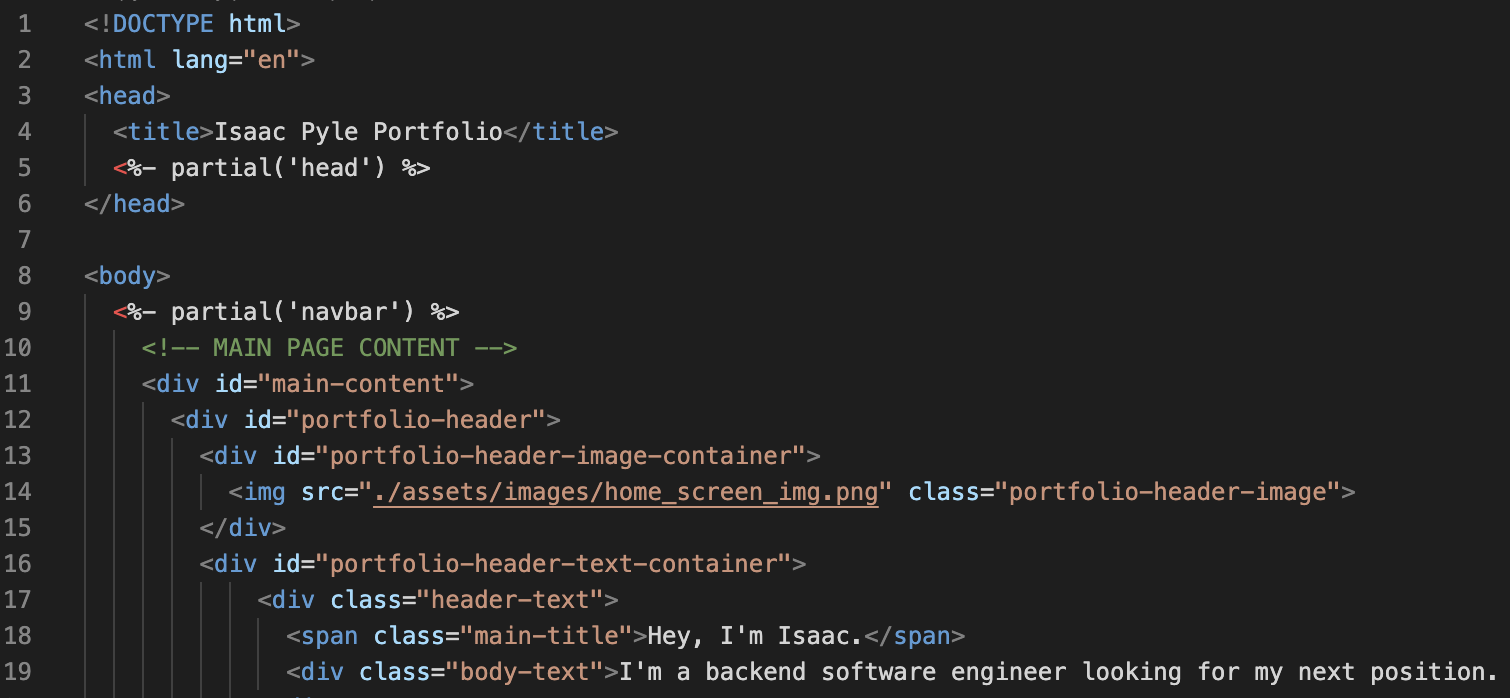 1 <!DOCTYPE html>
2 <html lang="en">
3 <head>
4 <title>Isaac Pyle Portfolio</title>
5 <%- partial('head') %>
6 </head>
7
8 <body>
9 <%- partial('navbar') %>
10 <!-- MAIN PAGE CONTENT -->
11 <div id="main-content">
12 <div id="portfolio-header">
13 <div id="portfolio-header-image-container">
14 <img src="./assets/images/home_screen_img.png" class="portfolio-header-image">
15 </div>
16 <div id="portfolio-header-text-container">
17 <div class="header-text">
18 <span class="main-title">Hey, I'm Isaac.</span>
19 <div class="body-text">I'm a backend software engineer looking for my next position.